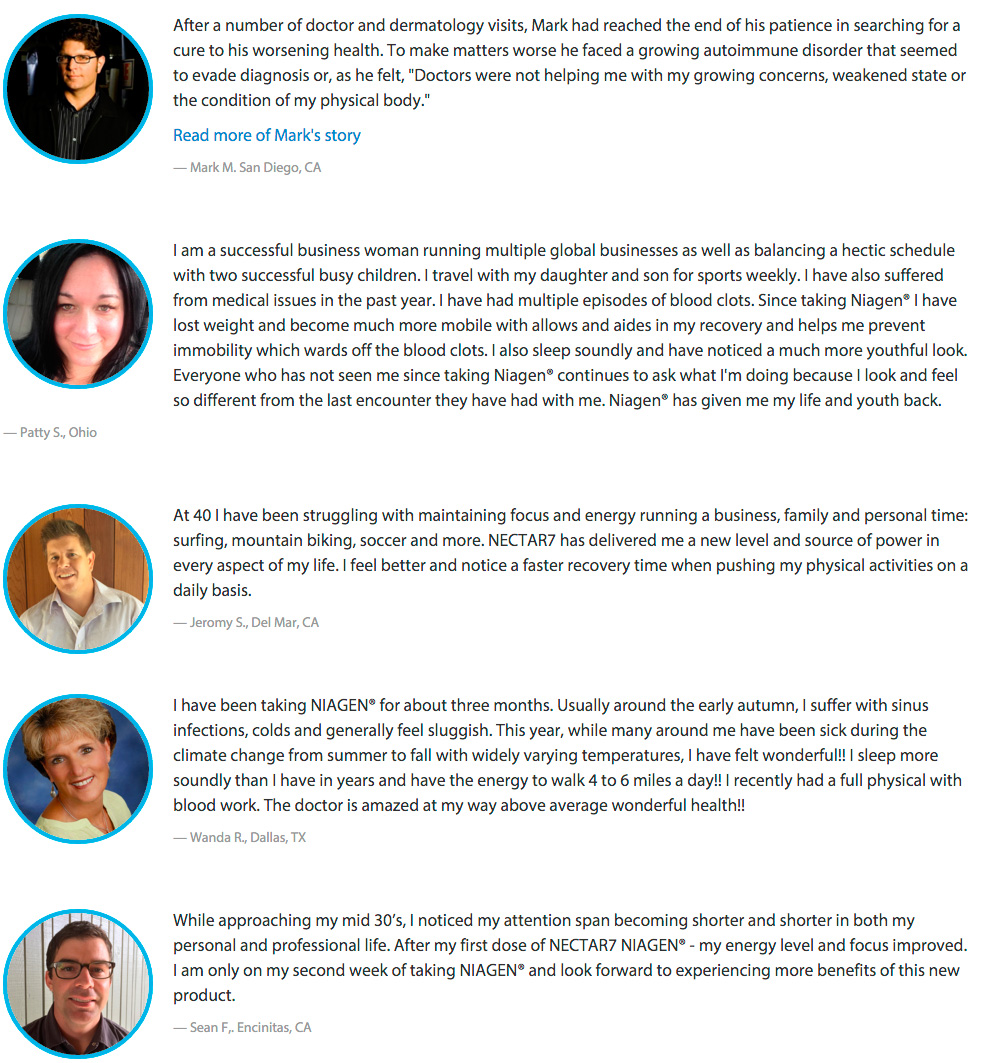 After a number of doctor and dermatology visits, Mark had reached the end of his patience in searching for a
cure to his worsening health. To make matters worse he faced a growing autoimmune disorder that seemed
to evade diagnosis or, as he felt, "Doctors were not helping me with my growing concerns, weakened state or
the condition of my physical body."
Read more of Mark's story
— Mark M. San Diego, CA
I am a successful business woman running multiple global businesses as well as balancing a hectic schedule
with two successful busy children. I travel with my daughter and son for sports weekly. I have also suffered
from medical issues in the past year. I have had multiple episodes of blood clots. Since taking Niagen® I have
lost weight and become much more mobile with allows and aides in my recovery and helps me prevent
immobility which wards off the blood clots. I also sleep soundly and have noticed a much more youthful look.
Everyone who has not seen me since taking Niagen® continues to ask what I'm doing because I look and feel
so different from the last encounter they have had with me. Niagen® has given me my life and youth back.
— Patty S., Ohio
At 40 I have been struggling with maintaining focus and energy running a business, family and personal time:
surfing, mountain biking, soccer and more. NECTAR7 has delivered me a new level and source of power in
every aspect of my life. I feel better and notice a faster recovery time when pushing my physical activities on a
daily basis.
— Jeromy S., Del Mar, CA
I have been taking NIAGEN® for about three months. Usually around the early autumn, I suffer with sinus
infections, colds and generally feel sluggish. This year, while many around me have been sick during the
climate change from summer to fall with widely varying temperatures, I have felt wonderful!! I sleep more
soundly than I have in years and have the energy to walk 4 to 6 miles a day!! I recently had a full physical with
blood work. The doctor is amazed at my way above average wonderful health!!
— Wanda R., Dallas, TX
While approaching my mid 30’s, I noticed my attention span becoming shorter and shorter in both my
personal and professional life. After my first dose of NECTAR7 NIAGEN® - my energy level and focus improved.
I am only on my second week of taking NIAGEN® and look forward to experiencing more benefits of this new
product.
— Sean F,. Encinitas, CA